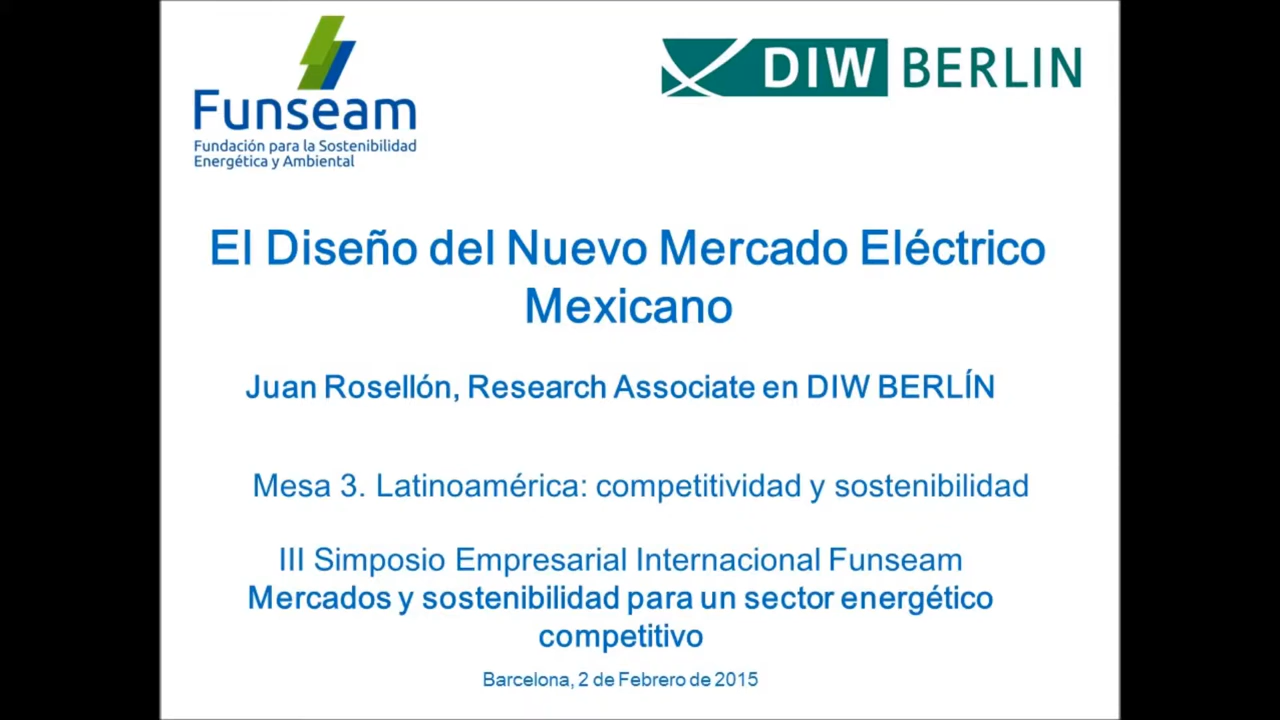 Funseam
Fundación para la Sostenibilidad
Energética y Ambiental
DIW BERLIN
El Diseño del Nuevo Mercado Eléctrico
Mexicano
Juan Rosellón, Research Associate en DIW BERLÍN
Mesa 3. Latinoamérica: competitividad y sostenibilidad
III Simposio Empresarial Internacional Funseam
Mercados y sostenibilidad para un sector energético
competitivo
Barcelona, 2 de Febrero de 2015